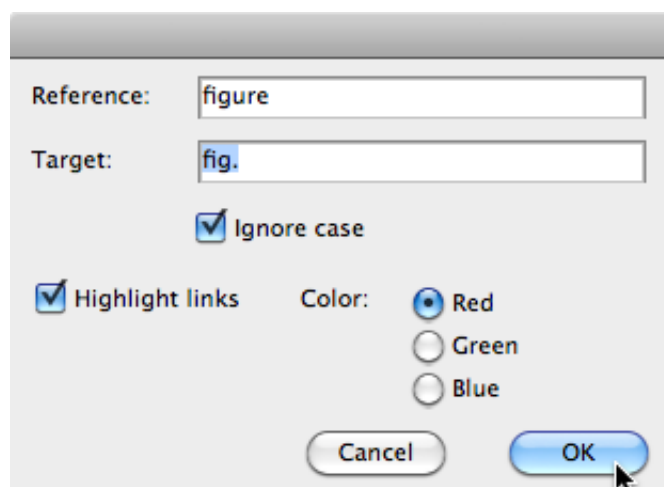 Reference: figure
Target: fig.
Ignore case
Highlight links Color: Red
Green
Blue
Cancel OK